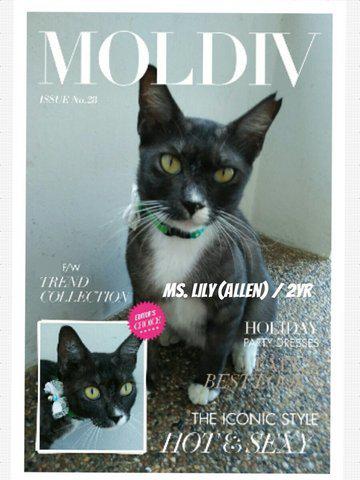 MOLDIV
ISSUE No.28
F/W
TREND
COLLECTION
EDITOR'S
CHOICE
MS. LILY (ALLEN) / 2YR
HOLIDAY
PARTY DRESSES
BEST
THE ICONIC STYLE
HOT & SEXY